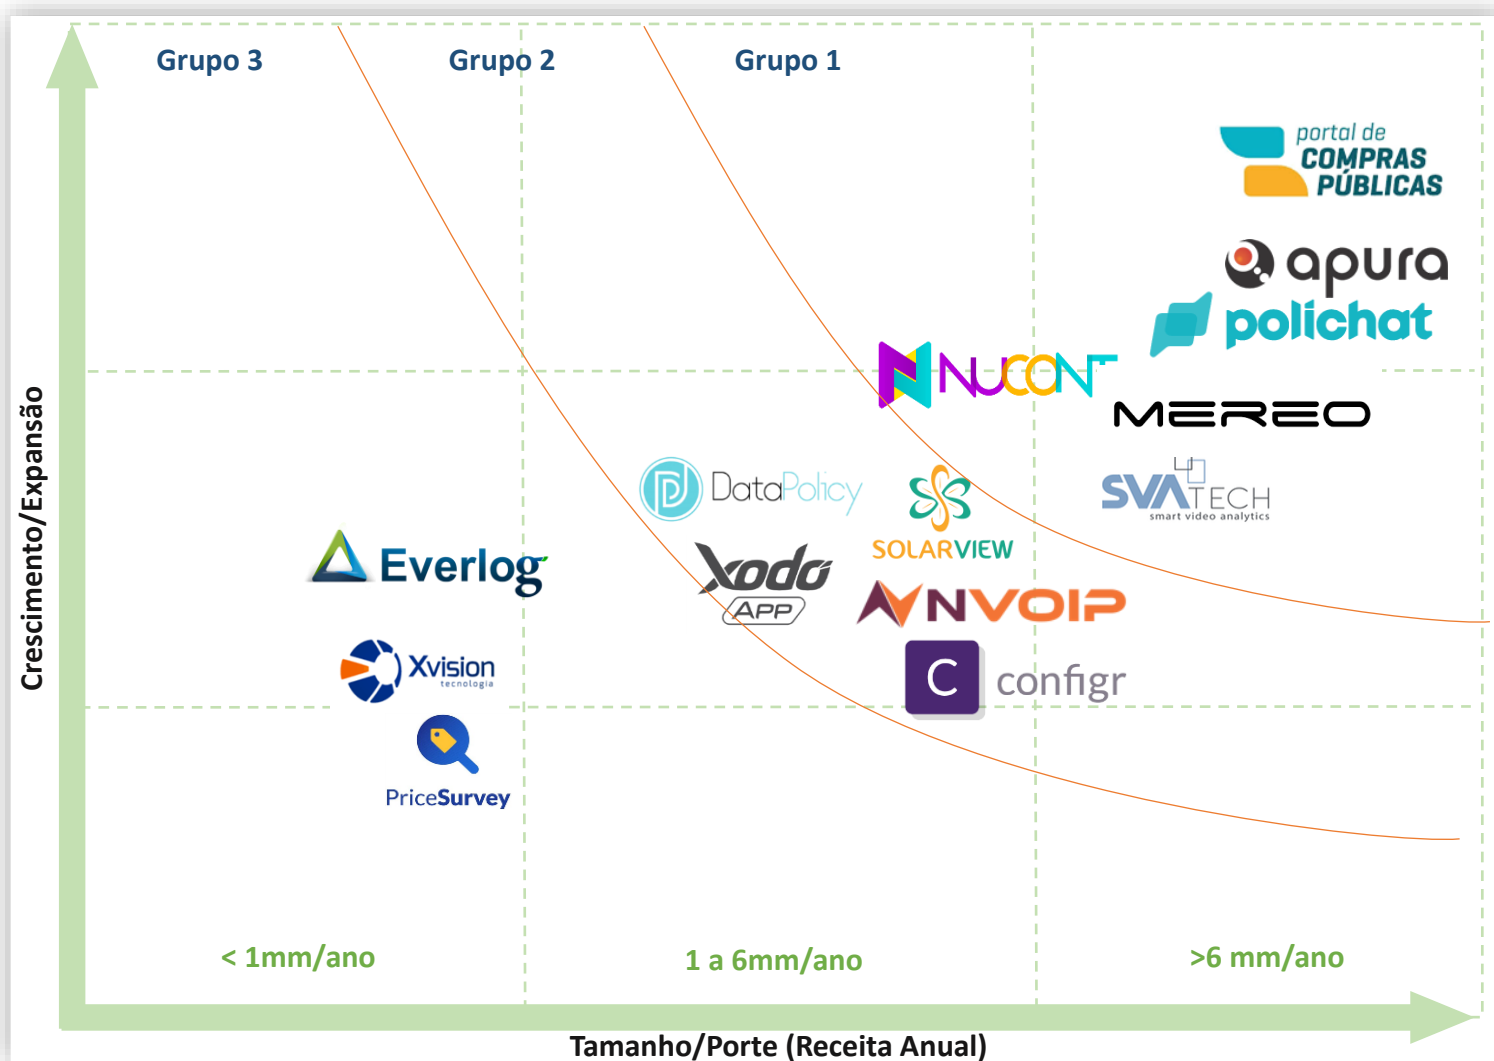 Grupo 3
Grupo 2
Grupo 1
portal de
COMPRAS
PÚBLICAS
apura
polichat
NUCONT
MEREO
DataPolicy
SOLARVIEW
SVATECH
smart video analytics
Everlog
Xodó
APP
NVOIP
Xvision
tecnologia
C configr
PriceSurvey
Crescimento/Expansão
< 1mm/ano
1 a 6mm/ano
>6 mm/ano
Tamanho/Porte (Receita Anual)